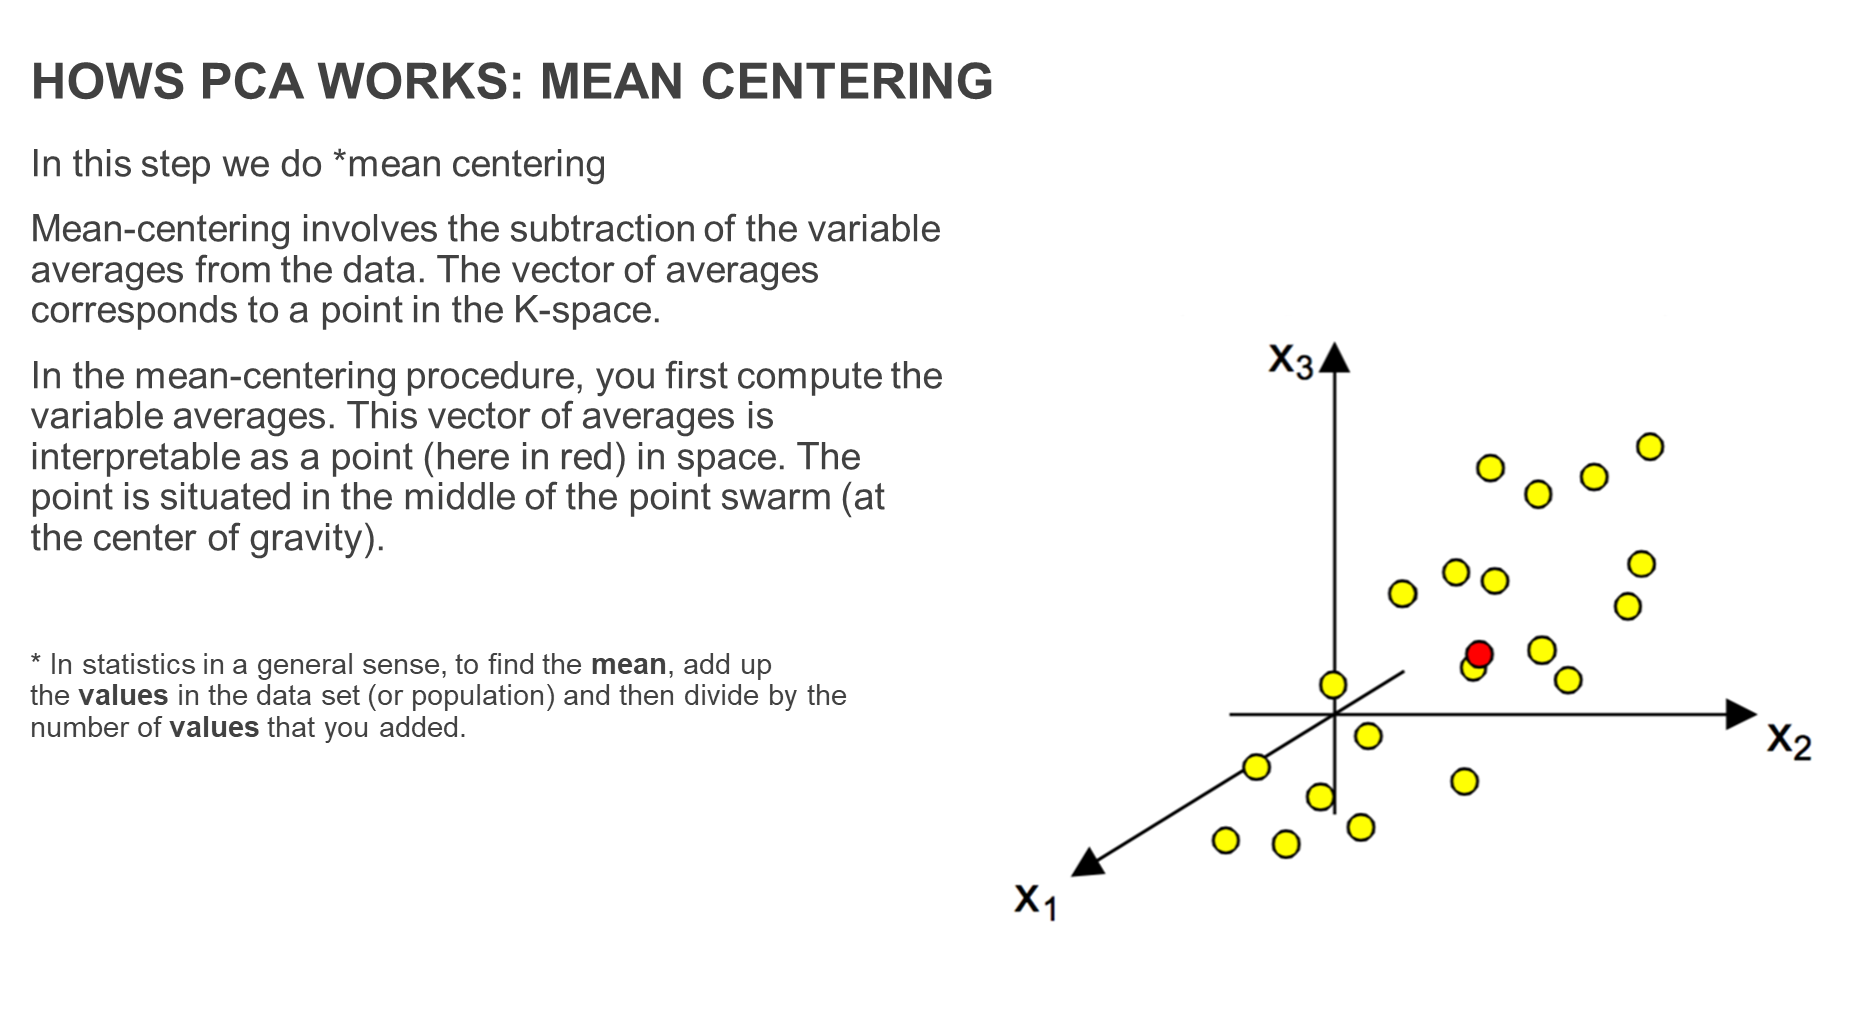 HOWS PCA WORKS: MEAN CENTERING
In this step we do *mean centering
Mean-centering involves the subtraction of the variable
averages from the data. The vector of averages
corresponds to a point in the K-space.
In the mean-centering procedure, you first compute the
variable averages. This vector of averages is
interpretable as a point (here in red) in space. The
point is situated in the middle of the point swarm (at
the center of gravity).
* In statistics in a general sense, to find the mean, add up
the values in the data set (or population) and then divide by the
number of values that you added.
X₃
X₂
X₁